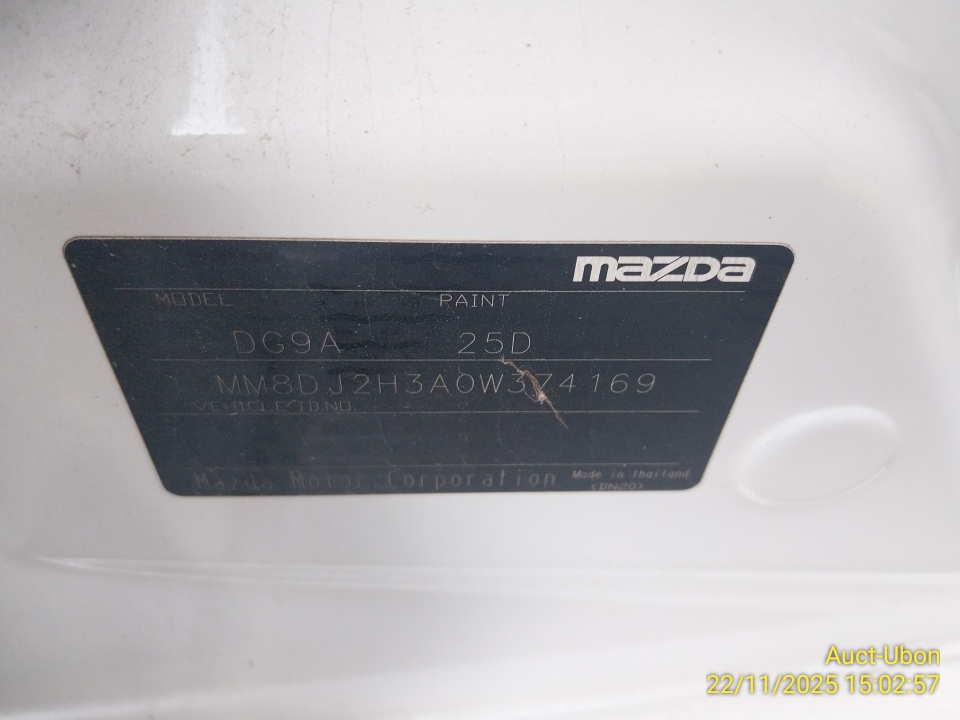 mazda
MODEL PAINT
DG9A 25D
MM8DJ2H3A0W374169
VEHICLE ID NO
Mazda Motor Corporation Made in Thailand
<DN20>
Auct-Ubon
22/11/2025 15:02:57